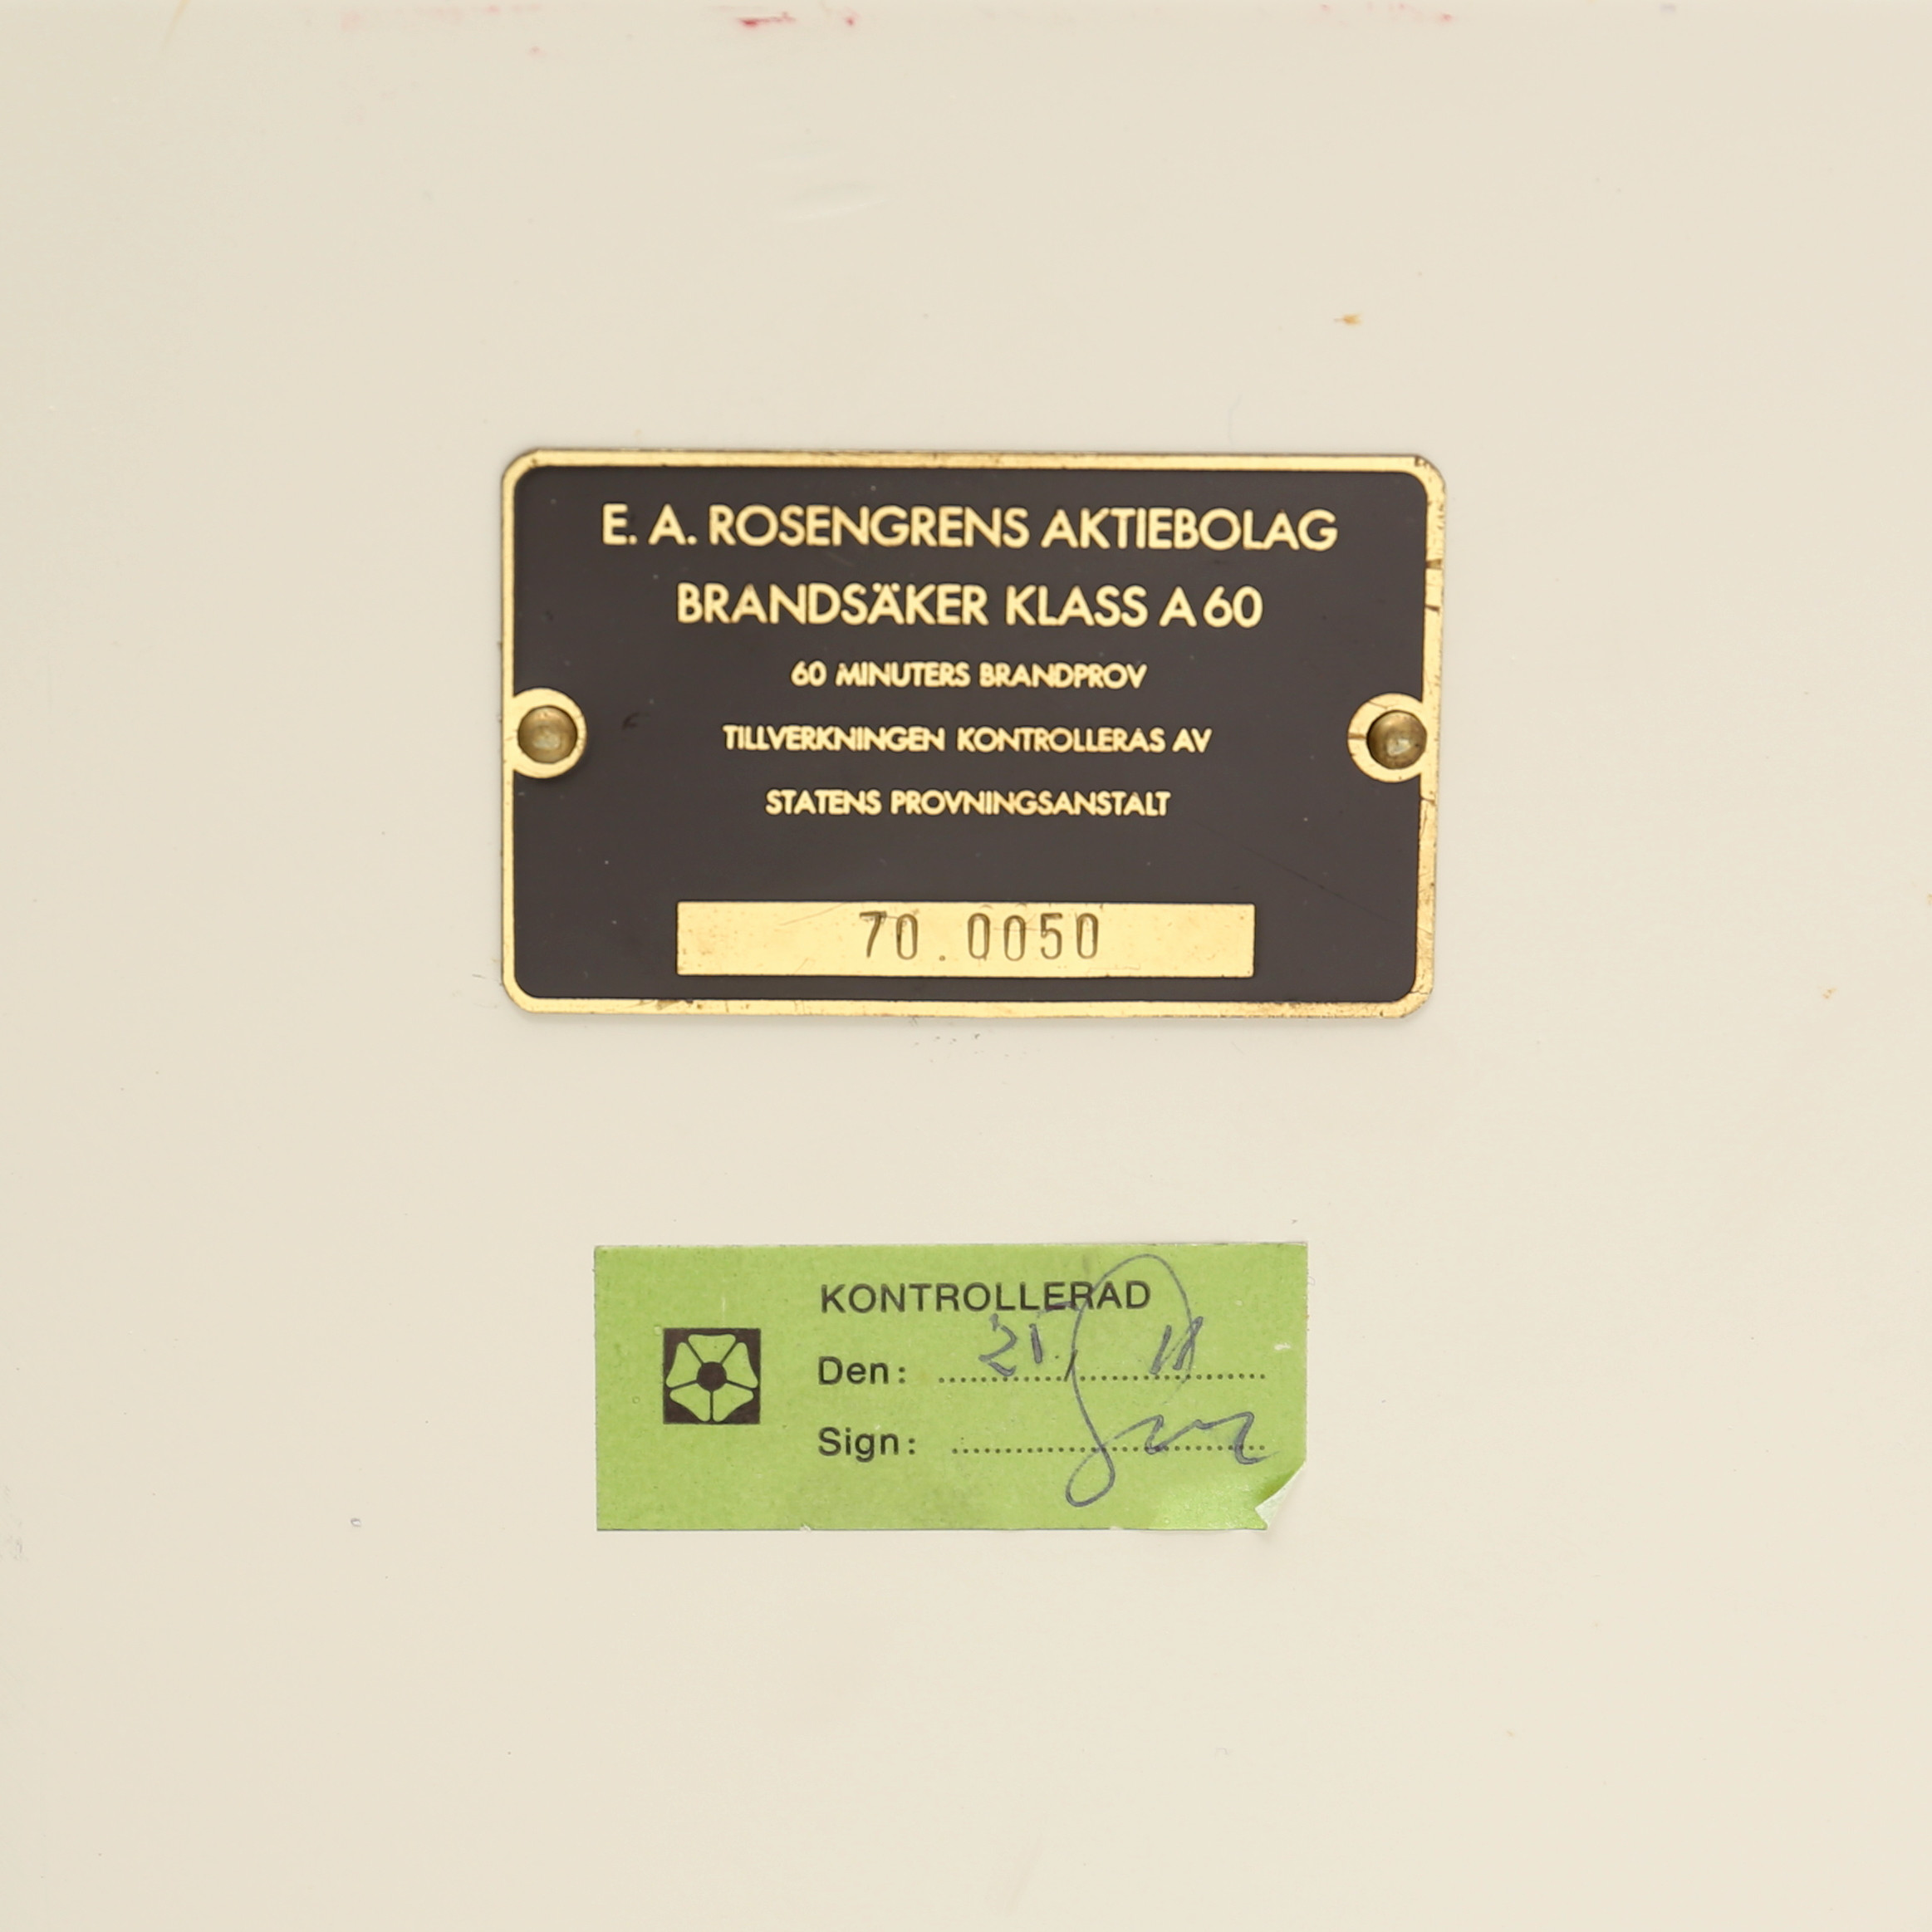 E. A. ROSENGRENS AKTIEBOLAG
BRANDSÄKER KLASS A 60
60 MINUTERS BRANDPROV
TILLVERKNINGEN KONTROLLERAS AV
STATENS PROVNINGSANSTALT
70.0050
KONTROLLERAD
Den:
Sign: